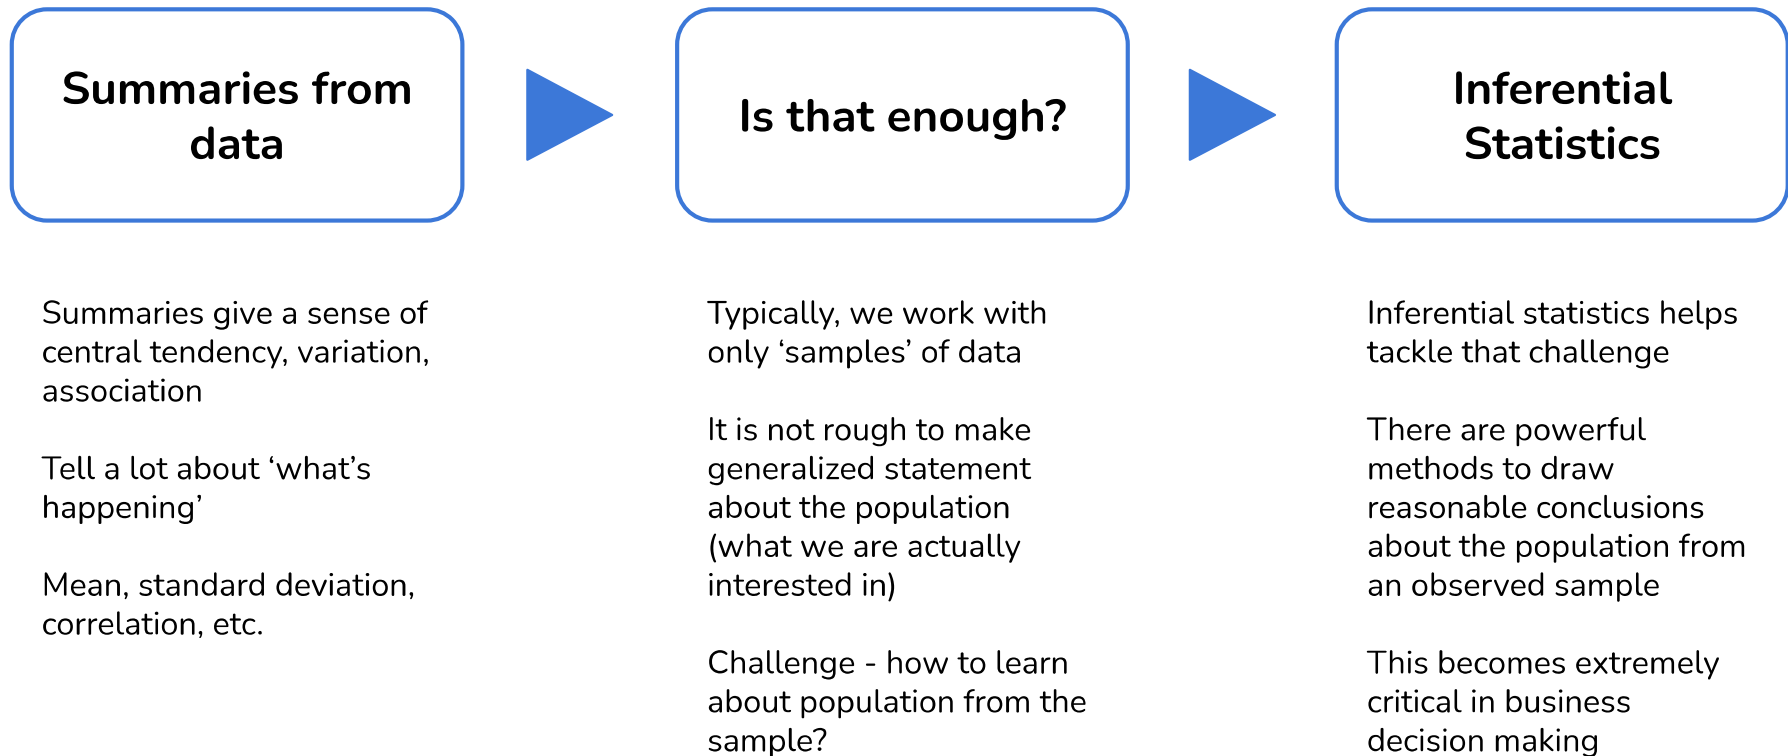 Summaries from
data
Is that enough?
Inferential
Statistics
Summaries give a sense of
central tendency, variation,
association
Tell a lot about ‘what’s
happening’
Mean, standard deviation,
correlation, etc.
Typically, we work with
only ‘samples’ of data
It is not rough to make
generalized statement
about the population
(what we are actually
interested in)
Challenge - how to learn
about population from the
sample?
Inferential statistics helps
tackle that challenge
There are powerful
methods to draw
reasonable conclusions
about the population from
an observed sample
This becomes extremely
critical in business
decision making